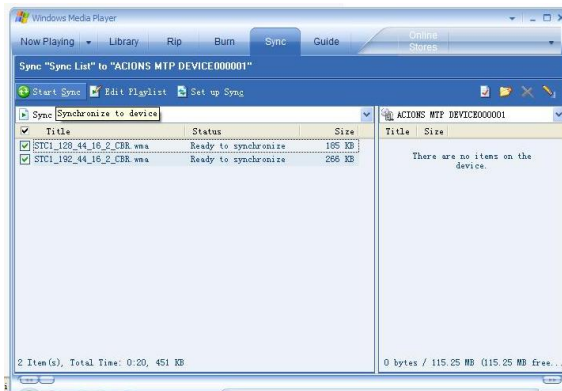 Windows Media Player
Now Playing Library Rip Burn Sync Guide Online Stores
Sync "Sync List" to "ACIONS MTP DEVICE000001"
Start Sync Edit Playlist Set up Sync
Sync Synchronize to device ACIONS MTP DEVICE000001
Title Status Size Title Size
STC1_128_44_16_2_CBR.wma Ready to synchronize 185 KB
STC1_192_44_16_2_CBR.wma Ready to synchronize 266 KB
There are no items on the
device.
2 Item(s), Total Time: 0:20, 451 KB 0 bytes / 115.25 MB (115.25 MB free...